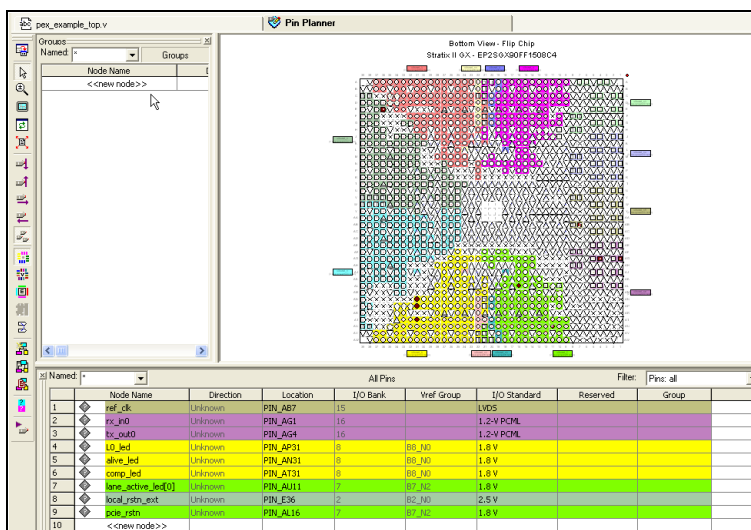 pex_example_top.v
Pin Planner
Groups
Named: *
Groups
Node Name
<<new node>>
Bottom View - Flip Chip
Stratix II GX - EP2SGX90FF1508C4
Named: *
All Pins
Filter: Pins: all
Node Name Direction Location I/O Bank Vref Group I/O Standard Reserved Group
1 ref_clk Unknown PIN_AB7 15 LVDS
2 rx_in0 Unknown PIN_AG1 16 1.2-V PCML
3 tx_out0 Unknown PIN_AG4 16 1.2-V PCML
4 L0_led Unknown PIN_AP31 8 B8_N0 1.8 V
5 alive_led Unknown PIN_AN31 8 B8_N0 1.8 V
6 comp_led Unknown PIN_AT31 8 B8_N0 1.8 V
7 lane_active_led[0] Unknown PIN_AU11 7 B7_N2 1.8 V
8 local_rstn_ext Unknown PIN_E36 2 B2_N0 2.5 V
9 pcie_rstn Unknown PIN_AL16 7 B7_N2 1.8 V
10 <<new node>>